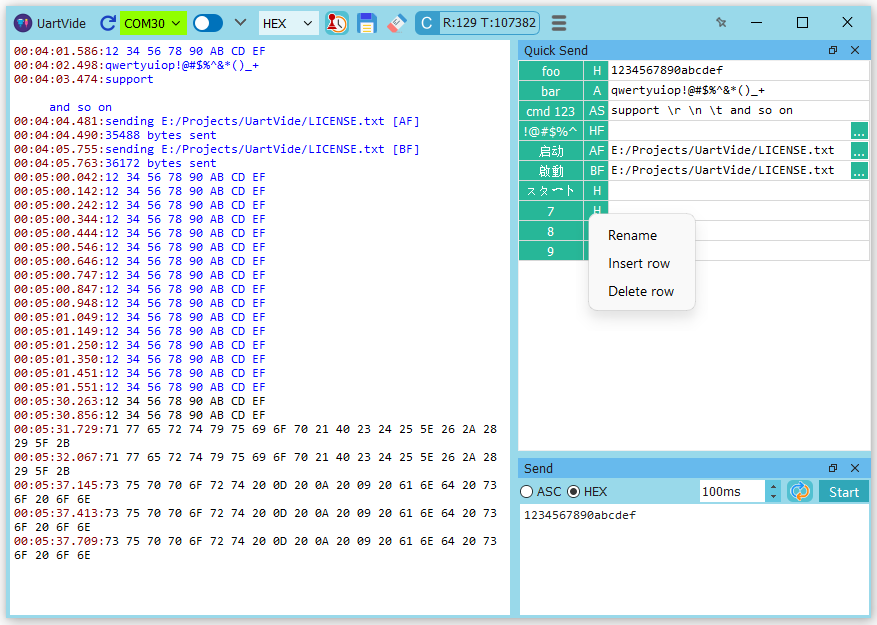 UartVide COM30 HEX C R:129 T:107382
00:04:01.586:12 34 56 78 90 AB CD EF
00:04:02.498:qwertyuiop!@#$%^&*()_+
00:04:03.474:support
and so on
00:04:04.481:sending E:/Projects/UartVide/LICENSE.txt [AF]
00:04:04.490:35488 bytes sent
00:04:05.755:sending E:/Projects/UartVide/LICENSE.txt [BF]
00:04:05.763:36172 bytes sent
00:05:00.042:12 34 56 78 90 AB CD EF
00:05:00.142:12 34 56 78 90 AB CD EF
00:05:00.242:12 34 56 78 90 AB CD EF
00:05:00.344:12 34 56 78 90 AB CD EF
00:05:00.444:12 34 56 78 90 AB CD EF
00:05:00.546:12 34 56 78 90 AB CD EF
00:05:00.646:12 34 56 78 90 AB CD EF
00:05:00.747:12 34 56 78 90 AB CD EF
00:05:00.847:12 34 56 78 90 AB CD EF
00:05:00.948:12 34 56 78 90 AB CD EF
00:05:01.049:12 34 56 78 90 AB CD EF
00:05:01.149:12 34 56 78 90 AB CD EF
00:05:01.250:12 34 56 78 90 AB CD EF
00:05:01.350:12 34 56 78 90 AB CD EF
00:05:01.451:12 34 56 78 90 AB CD EF
00:05:01.551:12 34 56 78 90 AB CD EF
00:05:30.263:12 34 56 78 90 AB CD EF
00:05:30.856:12 34 56 78 90 AB CD EF
00:05:31.729:71 77 65 72 74 79 75 69 6F 70 21 40 23 24 25 5E 26 2A 28
29 5F 2B
00:05:32.067:71 77 65 72 74 79 75 69 6F 70 21 40 23 24 25 5E 26 2A 28
29 5F 2B
00:05:37.145:73 75 70 70 6F 72 74 20 0D 20 0A 20 09 20 61 6E 64 20 73
6F 20 6F 6E
00:05:37.413:73 75 70 70 6F 72 74 20 0D 20 0A 20 09 20 61 6E 64 20 73
6F 20 6F 6E
00:05:37.709:73 75 70 70 6F 72 74 20 0D 20 0A 20 09 20 61 6E 64 20 73
6F 20 6F 6E
Quick Send
foo H 1234567890abcdef
bar A qwertyuiop!@#$%^&*()_+
cmd 123 AS support \r \n \t and so on
!@#$%^ HF ...
启动 AF E:/Projects/UartVide/LICENSE.txt ...
啟動 BF E:/Projects/UartVide/LICENSE.txt ...
スタート H
7 H
8
9
Rename
Insert row
Delete row
Send
ASC HEX 100ms Start
1234567890abcdef